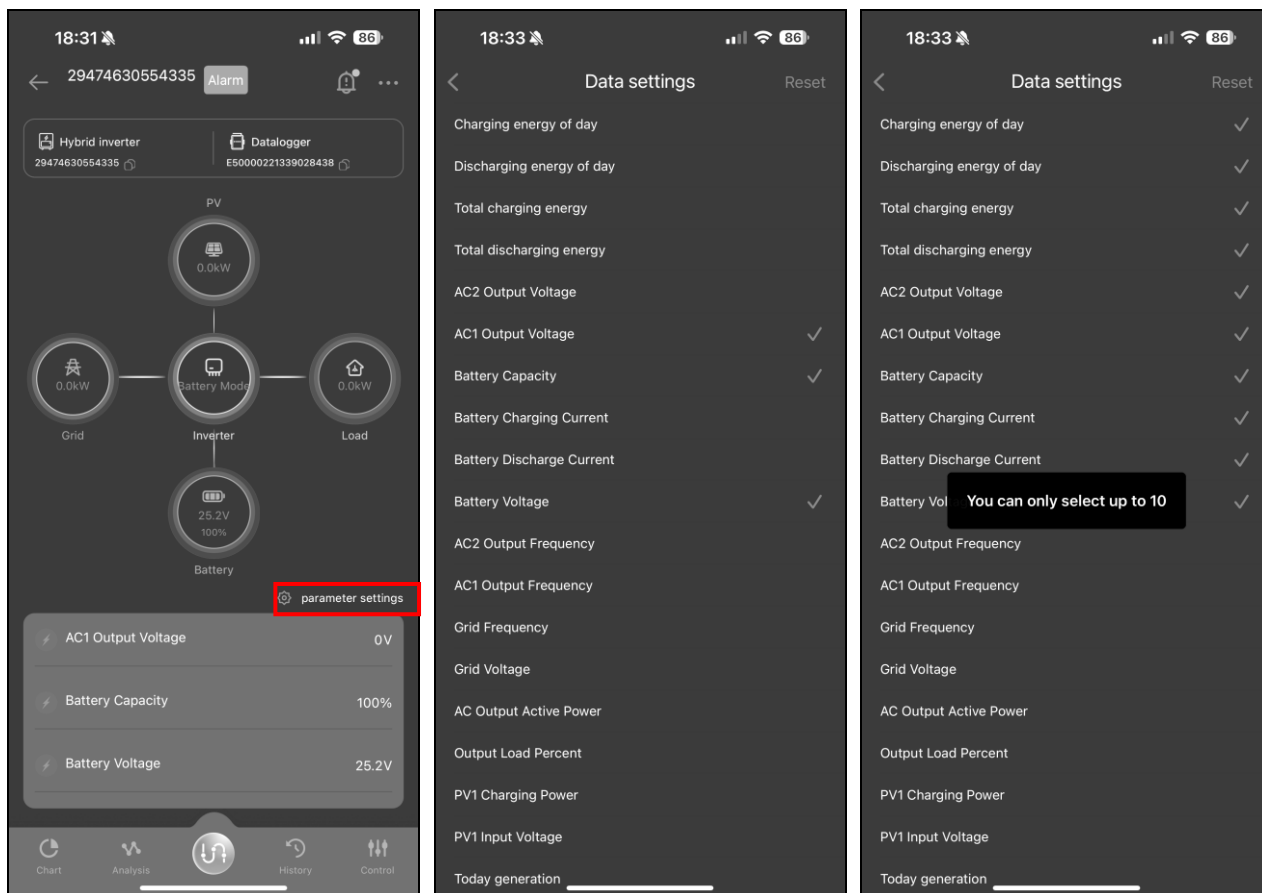 18:31
86
29474630554335 Alarm
Hybrid inverter
29474630554335
Datalogger
E50000221339028438
PV
0.0kW
0.0kW
Grid
Battery Mode
Inverter
0.0kW
Load
25.2V
100%
Battery
parameter settings
AC1 Output Voltage 0V
Battery Capacity 100%
Battery Voltage 25.2V
Chart
Analysis
History
Control
18:33
86
Data settings
Reset
Charging energy of day
Discharging energy of day
Total charging energy
Total discharging energy
AC2 Output Voltage
AC1 Output Voltage
Battery Capacity
Battery Charging Current
Battery Discharge Current
Battery Voltage
AC2 Output Frequency
AC1 Output Frequency
Grid Frequency
Grid Voltage
AC Output Active Power
Output Load Percent
PV1 Charging Power
PV1 Input Voltage
Today generation
18:33
86
Data settings
Reset
Charging energy of day
Discharging energy of day
Total charging energy
Total discharging energy
AC2 Output Voltage
AC1 Output Voltage
Battery Capacity
Battery Charging Current
Battery Discharge Current
Battery Vol
You can only select up to 10
AC2 Output Frequency
AC1 Output Frequency
Grid Frequency
Grid Voltage
AC Output Active Power
Output Load Percent
PV1 Charging Power
PV1 Input Voltage
Today generation